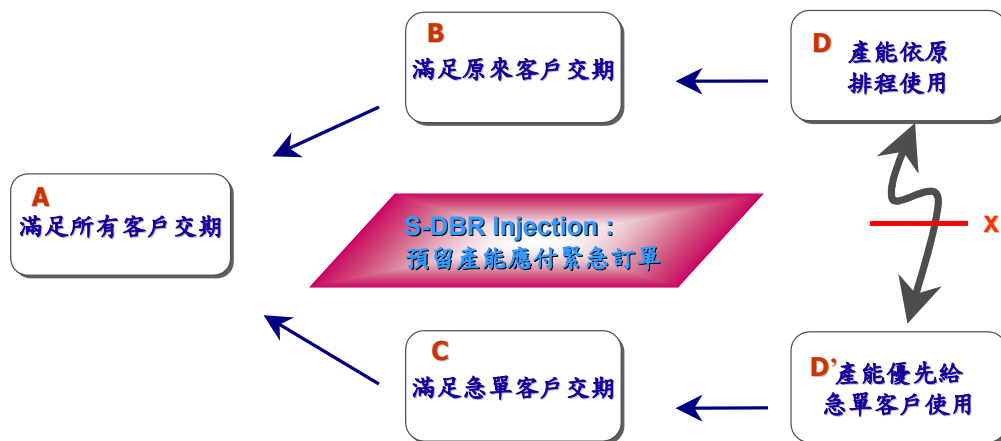 B
滿足原來客戶交期
D
產能依原
排程使用
A
滿足所有客戶交期
S-DBR Injection :
預留產能應付緊急訂單
X
C
滿足急單客戶交期
D’產能優先給
急單客戶使用